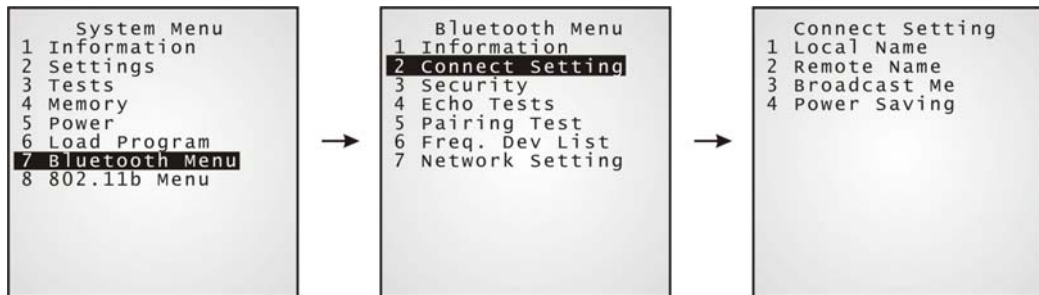 System Menu
1 Information
2 Settings
3 Tests
4 Memory
5 Power
6 Load Program
7 Bluetooth Menu
8 802.11b Menu
Bluetooth Menu
1 Information
2 Connect Setting
3 Security
4 Echo Tests
5 Pairing Test
6 Freq. Dev List
7 Network Setting
Connect Setting
1 Local Name
2 Remote Name
3 Broadcast Me
4 Power Saving